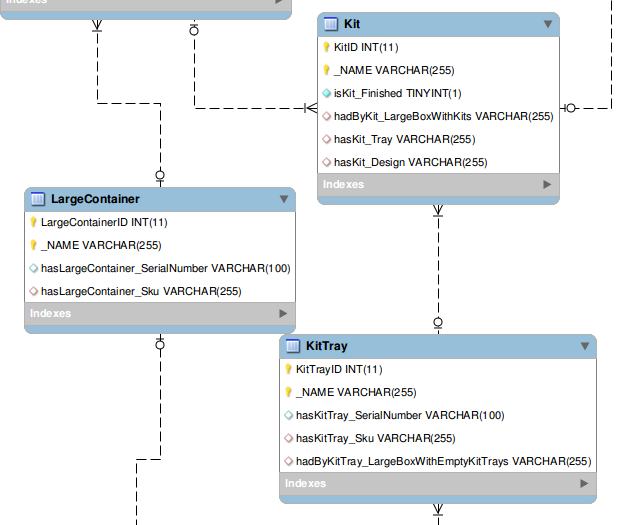 Indexes
Kit
KitID INT(11)
_NAME VARCHAR(255)
isKit_Finished TINYINT(1)
hadByKit_LargeBoxWithKits VARCHAR(255)
hasKit_Tray VARCHAR(255)
hasKit_Design VARCHAR(255)
Indexes
LargeContainer
LargeContainerID INT(11)
_NAME VARCHAR(255)
hasLargeContainer_SerialNumber VARCHAR(100)
hasLargeContainer_Sku VARCHAR(255)
Indexes
KitTray
KitTrayID INT(11)
_NAME VARCHAR(255)
hasKitTray_SerialNumber VARCHAR(100)
hasKitTray_Sku VARCHAR(255)
hadByKitTray_LargeBoxWithEmptyKitTrays VARCHAR(255)
Indexes